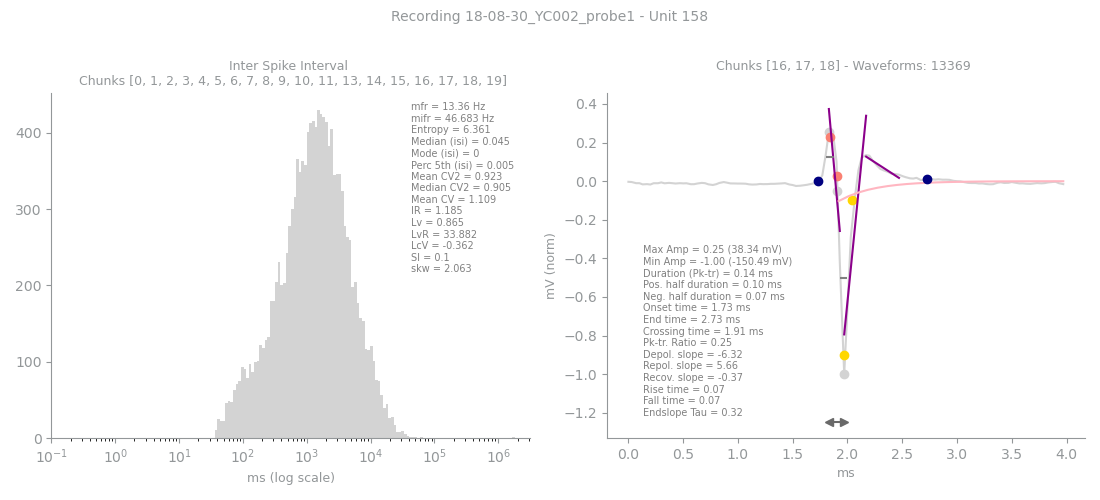 Recording 18-08-30_YC002_probe1 - Unit 158
Inter Spike Interval
Chunks [0, 1, 2, 3, 4, 5, 6, 7, 8, 9, 10, 11, 13, 14, 15, 16, 17, 18, 19]
mfr = 13.36 Hz
mifr = 46.683 Hz
Entropy = 6.361
Median (isi) = 0.045
Mode (isi) = 0
Perc 5th (isi) = 0.005
Mean CV2 = 0.923
Median CV2 = 0.905
Mean CV = 1.109
IR = 1.185
Lv = 0.865
LvR = 33.882
LcV = -0.362
SI = 0.1
skw = 2.063
400
300
200
100
0
10⁻¹ 10⁰ 10¹ 10² 10³ 10⁴ 10⁵ 10⁶
ms (log scale)
Chunks [16, 17, 18] - Waveforms: 13369
0.4
0.2
0.0
−0.2
−0.4
−0.6
−0.8
−1.0
−1.2
mV (norm)
Max Amp = 0.25 (38.34 mV)
Min Amp = -1.00 (-150.49 mV)
Duration (Pk-tr) = 0.14 ms
Pos. half duration = 0.10 ms
Neg. half duration = 0.07 ms
Onset time = 1.73 ms
End time = 2.73 ms
Crossing time = 1.91 ms
Pk-tr. Ratio = 0.25
Depol. slope = -6.32
Repol. slope = 5.66
Recov. slope = -0.37
Rise time = 0.07
Fall time = 0.07
Endslope Tau = 0.32
0.0 0.5 1.0 1.5 2.0 2.5 3.0 3.5 4.0
ms